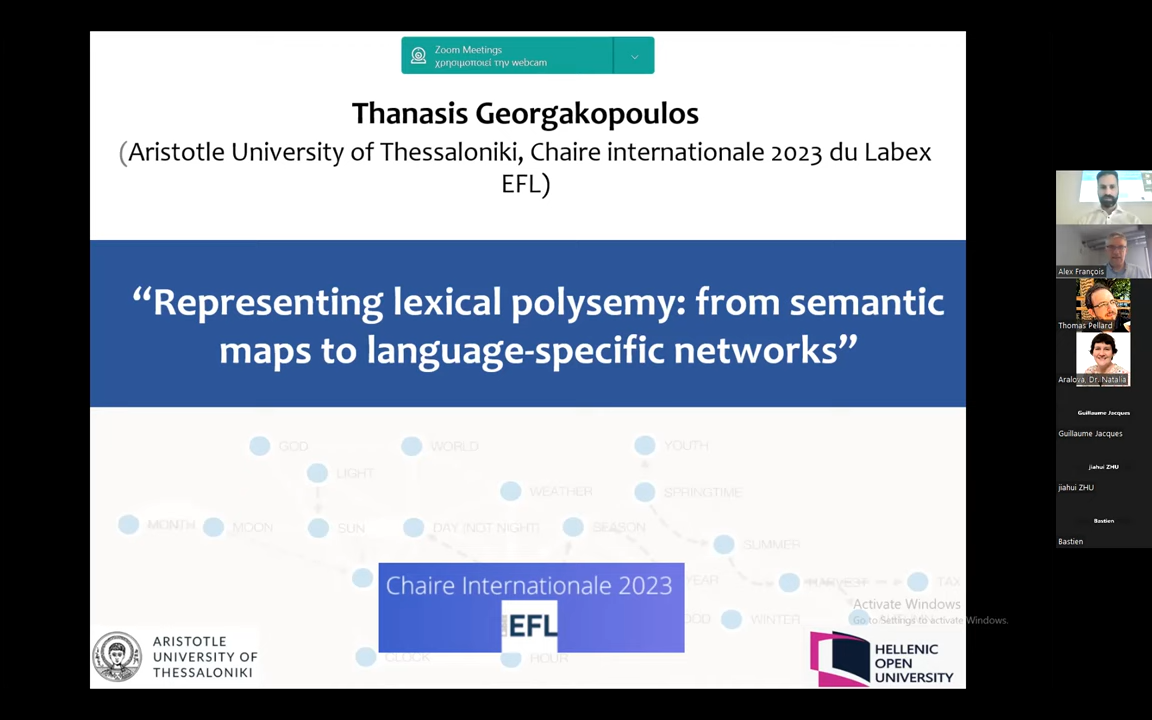 Zoom Meetings
χρησιμοποιεί την webcam
Thanasis Georgakopoulos
(Aristotle University of Thessaloniki, Chaire internationale 2023 du Labex
EFL)
“Representing lexical polysemy: from semantic
maps to language-specific networks”
GOD
WORLD
YOUTH
LIGHT
WEATHER
SPRINGTIME
MONTH
MOON
SUN
DAY (NOT NIGHT)
SEASON
SUMMER
YEAR
HARVEST
TAX
WINTER
CLOCK
HOUR
Chaire Internationale 2023
EFL
Activate Windows
Go to Settings to activate Windows.
ARISTOTLE
UNIVERSITY OF
THESSALONIKI
HELLENIC
OPEN
UNIVERSITY
Alex François
Thomas Pellard
Aralova, Dr. Natalia
Guillaume Jacques
Guillaume Jacques
jiahui ZHU
jiahui ZHU
Bastien
Bastien